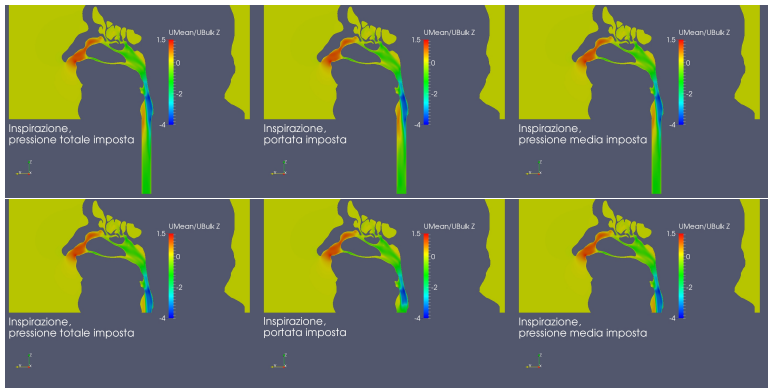 UMean/UBulk Z
1.5
0
-2
-4
Inspirazione,
pressione totale imposta
UMean/UBulk Z
1.5
0
-2
-4
Inspirazione,
portata imposta
UMean/UBulk Z
1.5
0
-2
-4
Inspirazione,
pressione media imposta
UMean/UBulk Z
1.5
0
-2
-4
Inspirazione,
pressione totale imposta
UMean/UBulk Z
1.5
0
-2
-4
Inspirazione,
portata imposta
UMean/UBulk Z
1.5
0
-2
-4
Inspirazione,
pressione media imposta